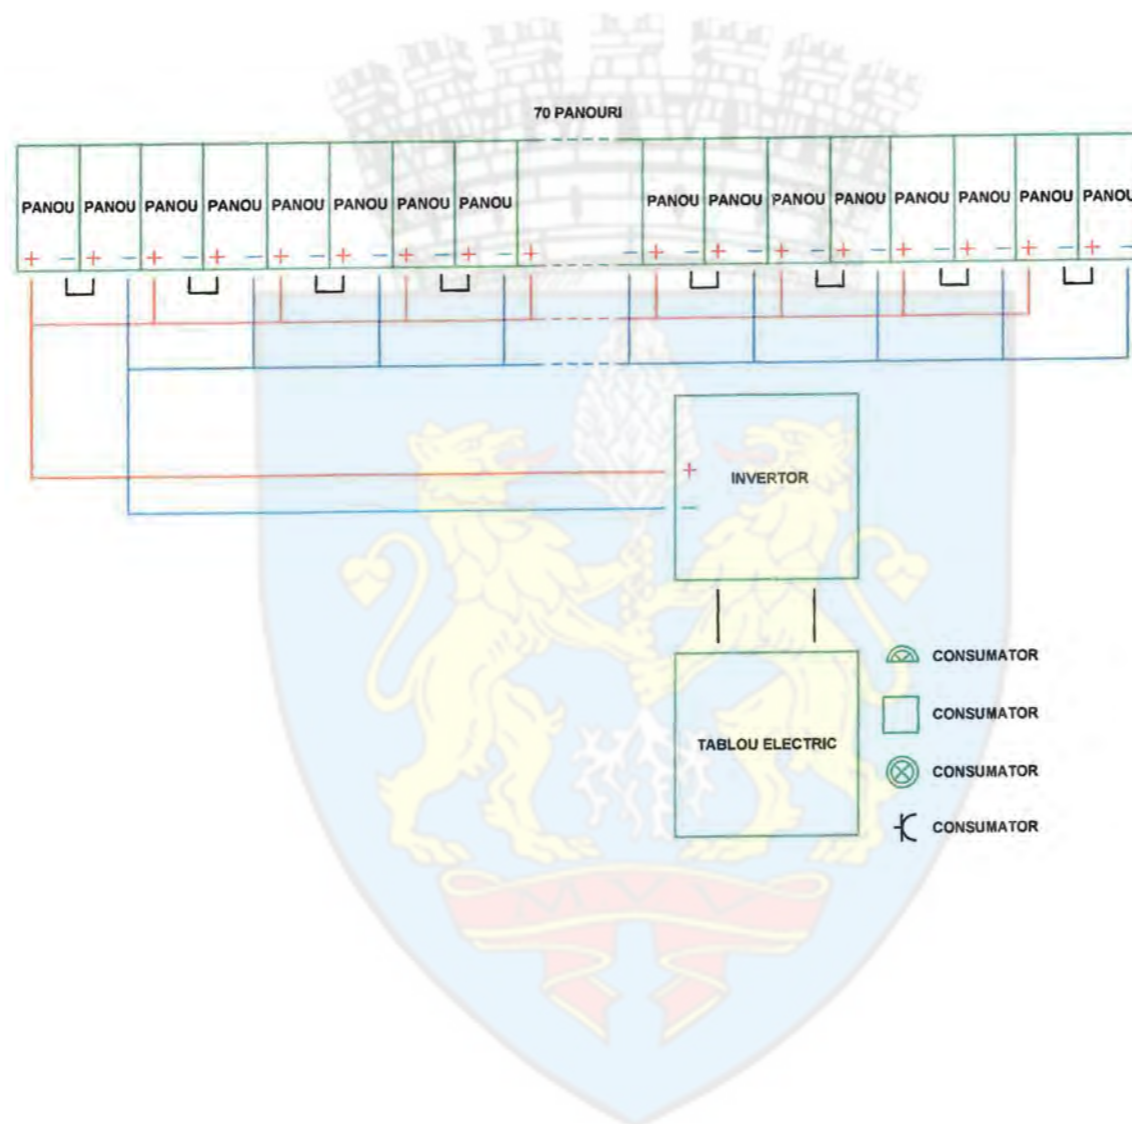 70 PANOURI
PANOU PANOU PANOU PANOU PANOU PANOU PANOU PANOU PANOU PANOU PANOU PANOU PANOU PANOU PANOU PANOU
+ − + − + − + − + − + − + − + − + − + − + − + − + − + − + − + − + −
+ INVERTOR
−
CONSUMATOR
CONSUMATOR
TABLOU ELECTRIC
CONSUMATOR
CONSUMATOR